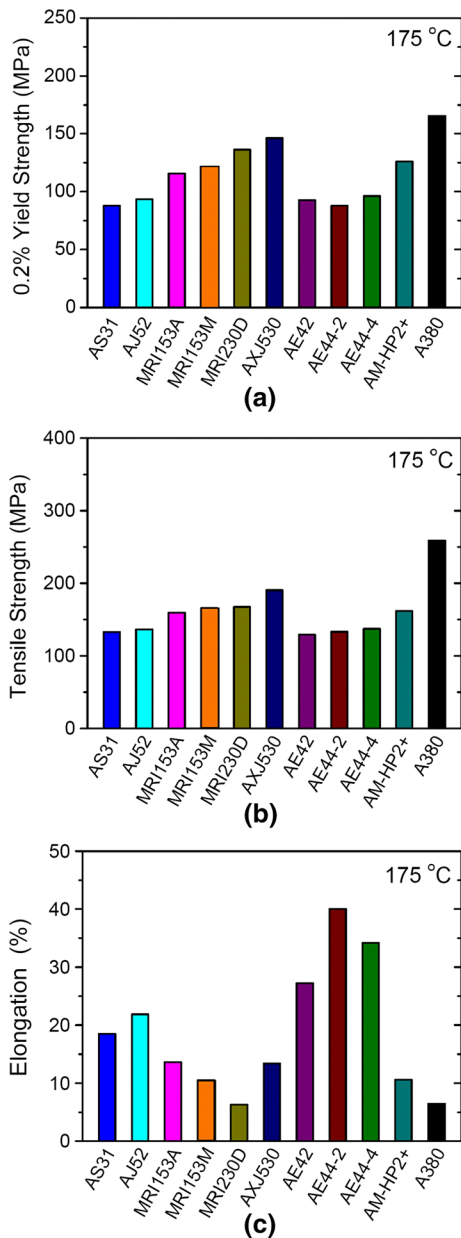 250
200
150
100
50
0
0.2% Yield Strength (MPa)
175 °C
AS31
AJ52
MRI153A
MRI153M
MRI230D
AXJ530
AE42
AE44-2
AE44-4
AM-HP2+
A380
(a)
400
300
200
100
0
Tensile Strength (MPa)
175 °C
AS31
AJ52
MRI153A
MRI153M
MRI230D
AXJ530
AE42
AE44-2
AE44-4
AM-HP2+
A380
(b)
50
40
30
20
10
0
Elongation (%)
175 °C
AS31
AJ52
MRI153A
MRI153M
MRI230D
AXJ530
AE42
AE44-2
AE44-4
AM-HP2+
A380
(c)